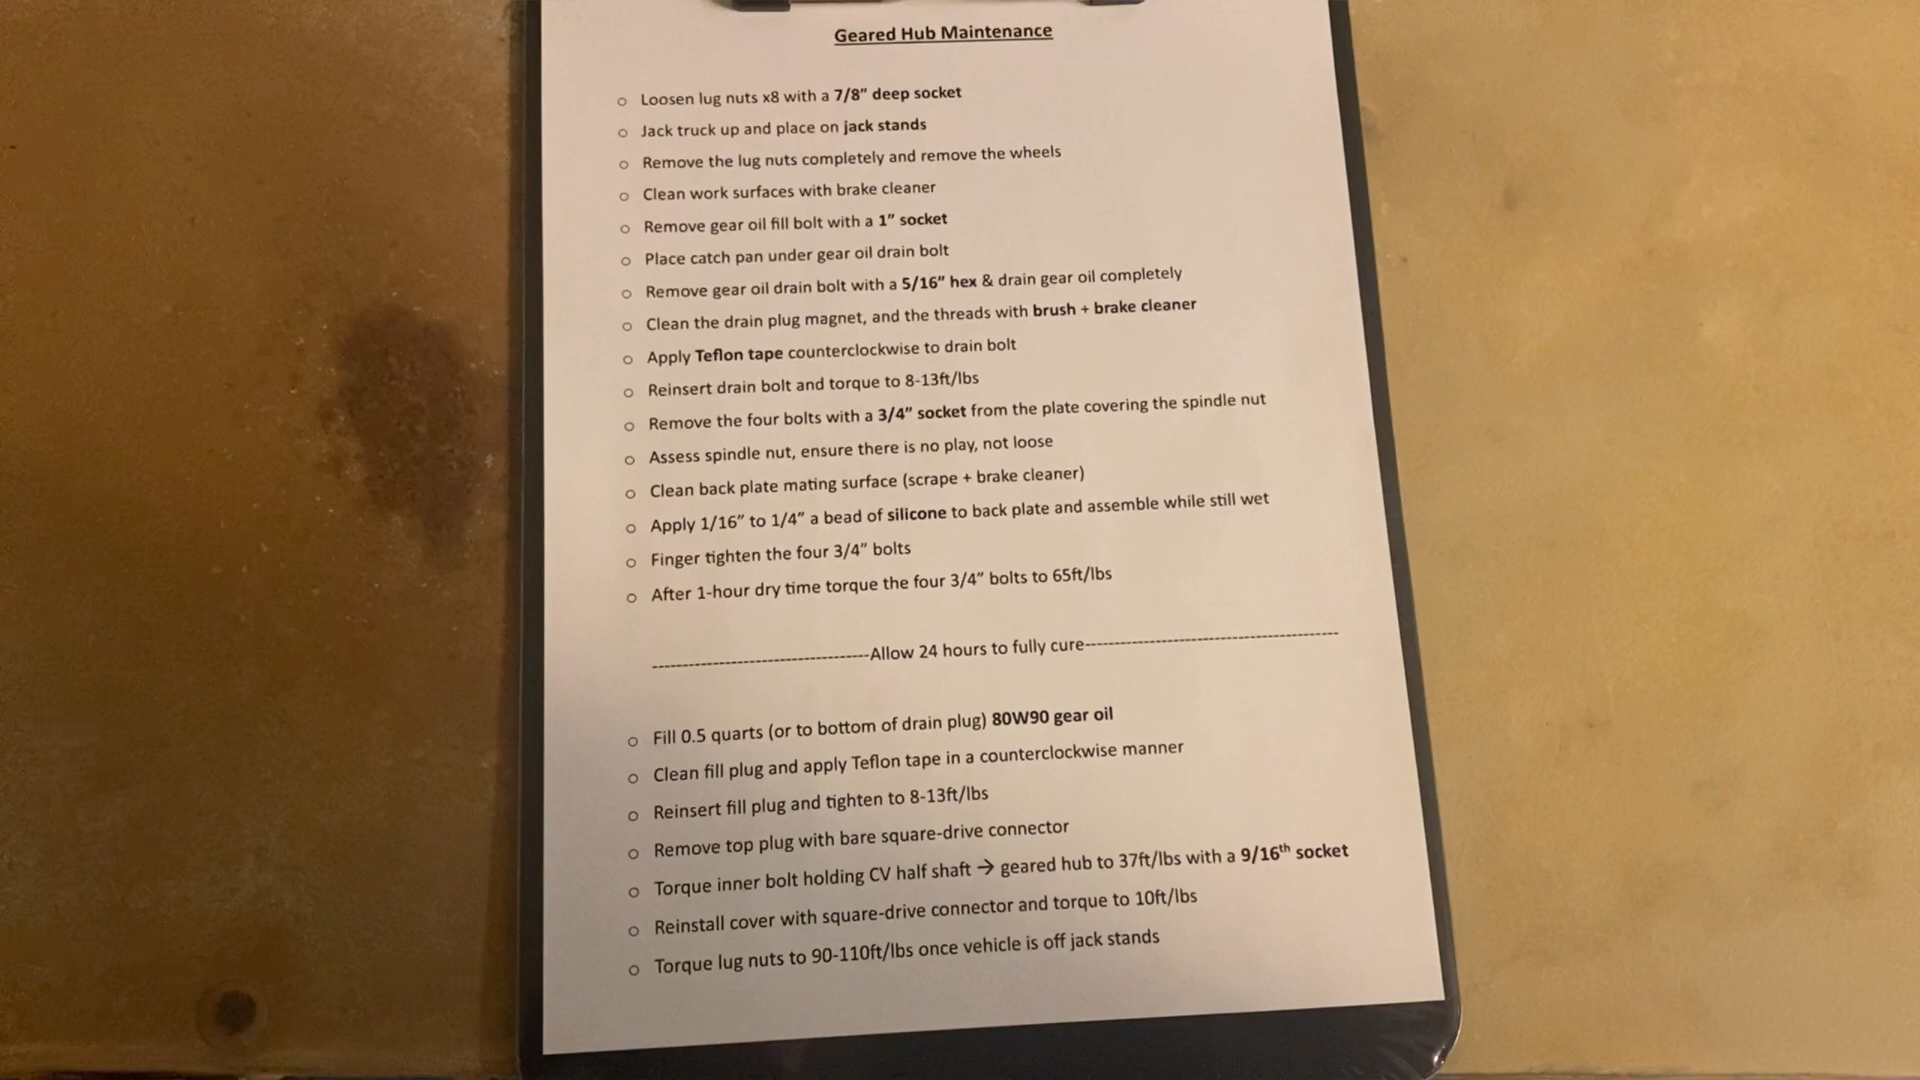 Geared Hub Maintenance
o Loosen lug nuts x8 with a 7/8” deep socket
o Jack truck up and place on jack stands
o Remove the lug nuts completely and remove the wheels
o Clean work surfaces with brake cleaner
o Remove gear oil fill bolt with a 1” socket
o Place catch pan under gear oil drain bolt
o Remove gear oil drain bolt with a 5/16” hex & drain gear oil completely
o Clean the drain plug magnet, and the threads with brush + brake cleaner
o Apply Teflon tape counterclockwise to drain bolt
o Reinsert drain bolt and torque to 8-13ft/lbs
o Remove the four bolts with a 3/4” socket from the plate covering the spindle nut
o Assess spindle nut, ensure there is no play, not loose
o Clean back plate mating surface (scrape + brake cleaner)
o Apply 1/16” to 1/4” a bead of silicone to back plate and assemble while still wet
o Finger tighten the four 3/4” bolts
o After 1-hour dry time torque the four 3/4” bolts to 65ft/lbs
-----------------------------------Allow 24 hours to fully cure-----------------------------------------
o Fill 0.5 quarts (or to bottom of drain plug) 80W90 gear oil
o Clean fill plug and apply Teflon tape in a counterclockwise manner
o Reinsert fill plug and tighten to 8-13ft/lbs
o Remove top plug with bare square-drive connector
o Torque inner bolt holding CV half shaft → geared hub to 37ft/lbs with a 9/16th socket
o Reinstall cover with square-drive connector and torque to 10ft/lbs
o Torque lug nuts to 90-110ft/lbs once vehicle is off jack stands